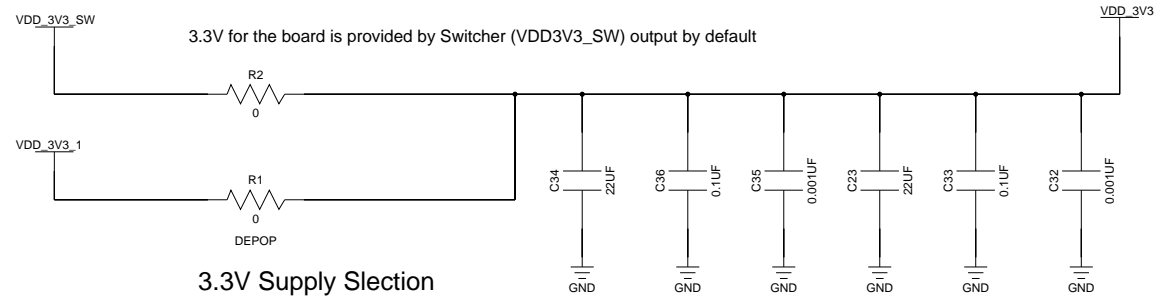 VDD_3V3_SW
VDD_3V3
3.3V for the board is provided by Switcher (VDD3V3_SW) output by default
R2
0
VDD_3V3_1
R1
0
DEPOP
C34
22UF
C36
0.1UF
C35
0.001UF
C23
22UF
C33
0.1UF
C32
0.001UF
3.3V Supply Slection
GND
GND
GND
GND
GND
GND